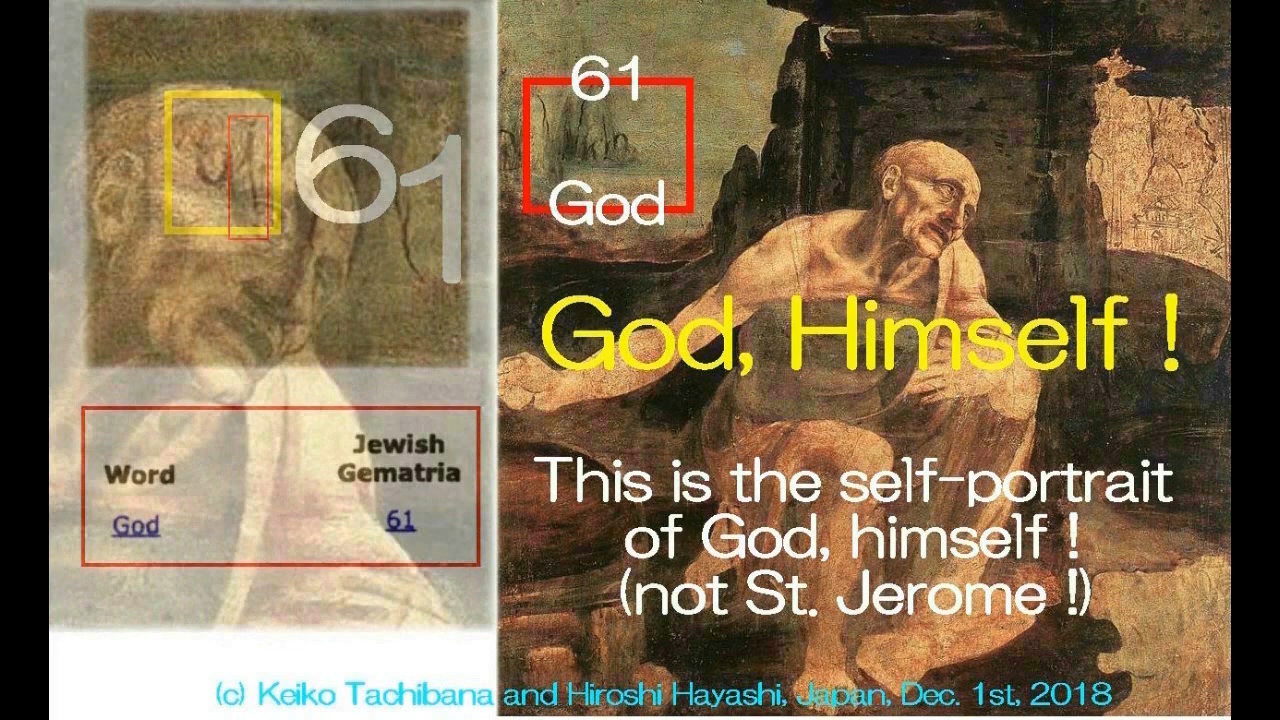 61
Word
Jewish
Gematria
God
61
61
God
God, Himself !
This is the self-portrait
of God, himself !
(not St. Jerome !)
(c) Keiko Tachibana and Hiroshi Hayashi, Japan, Dec. 1st, 2018